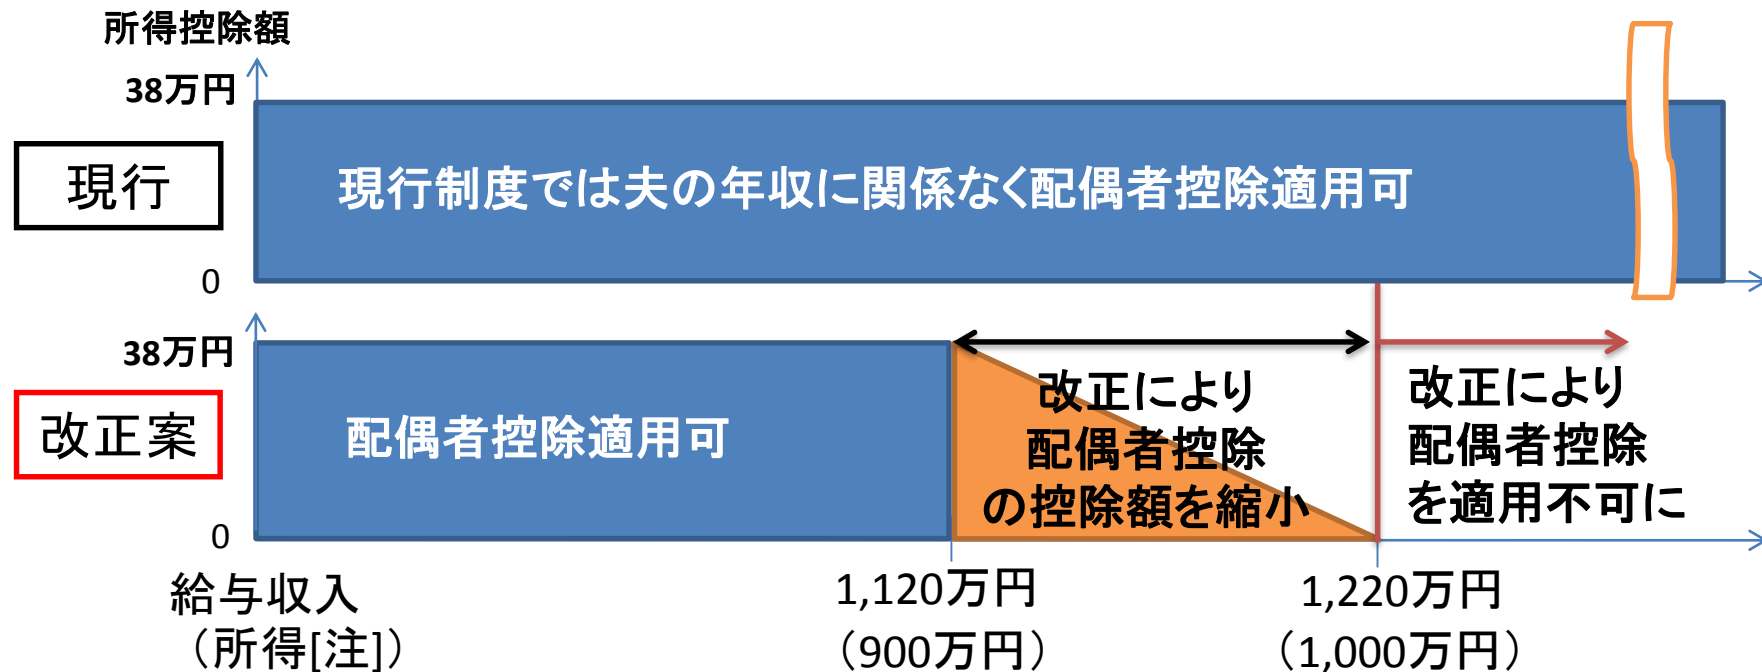 所得控除額
38万円
現行
現行制度では夫の年収に関係なく配偶者控除適用可
0
38万円
改正案
配偶者控除適用可
改正により
配偶者控除
の控除額を縮小
改正により
配偶者控除
を適用不可に
0
給与収入
（所得[注]）
1,120万円
（900万円）
1,220万円
（1,000万円）